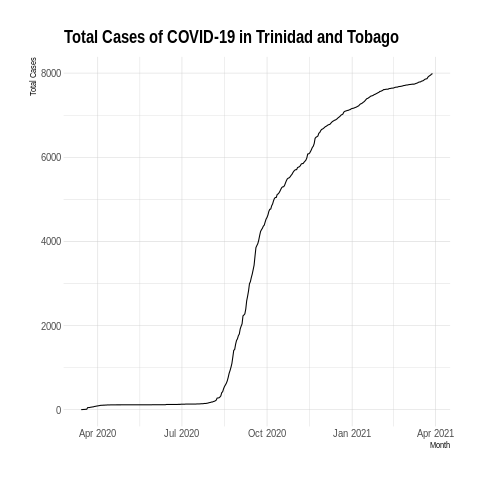 Total Cases of COVID-19 in Trinidad and Tobago
Total Cases
8000
6000
4000
2000
0
Apr 2020 Jul 2020 Oct 2020 Jan 2021 Apr 2021
Month